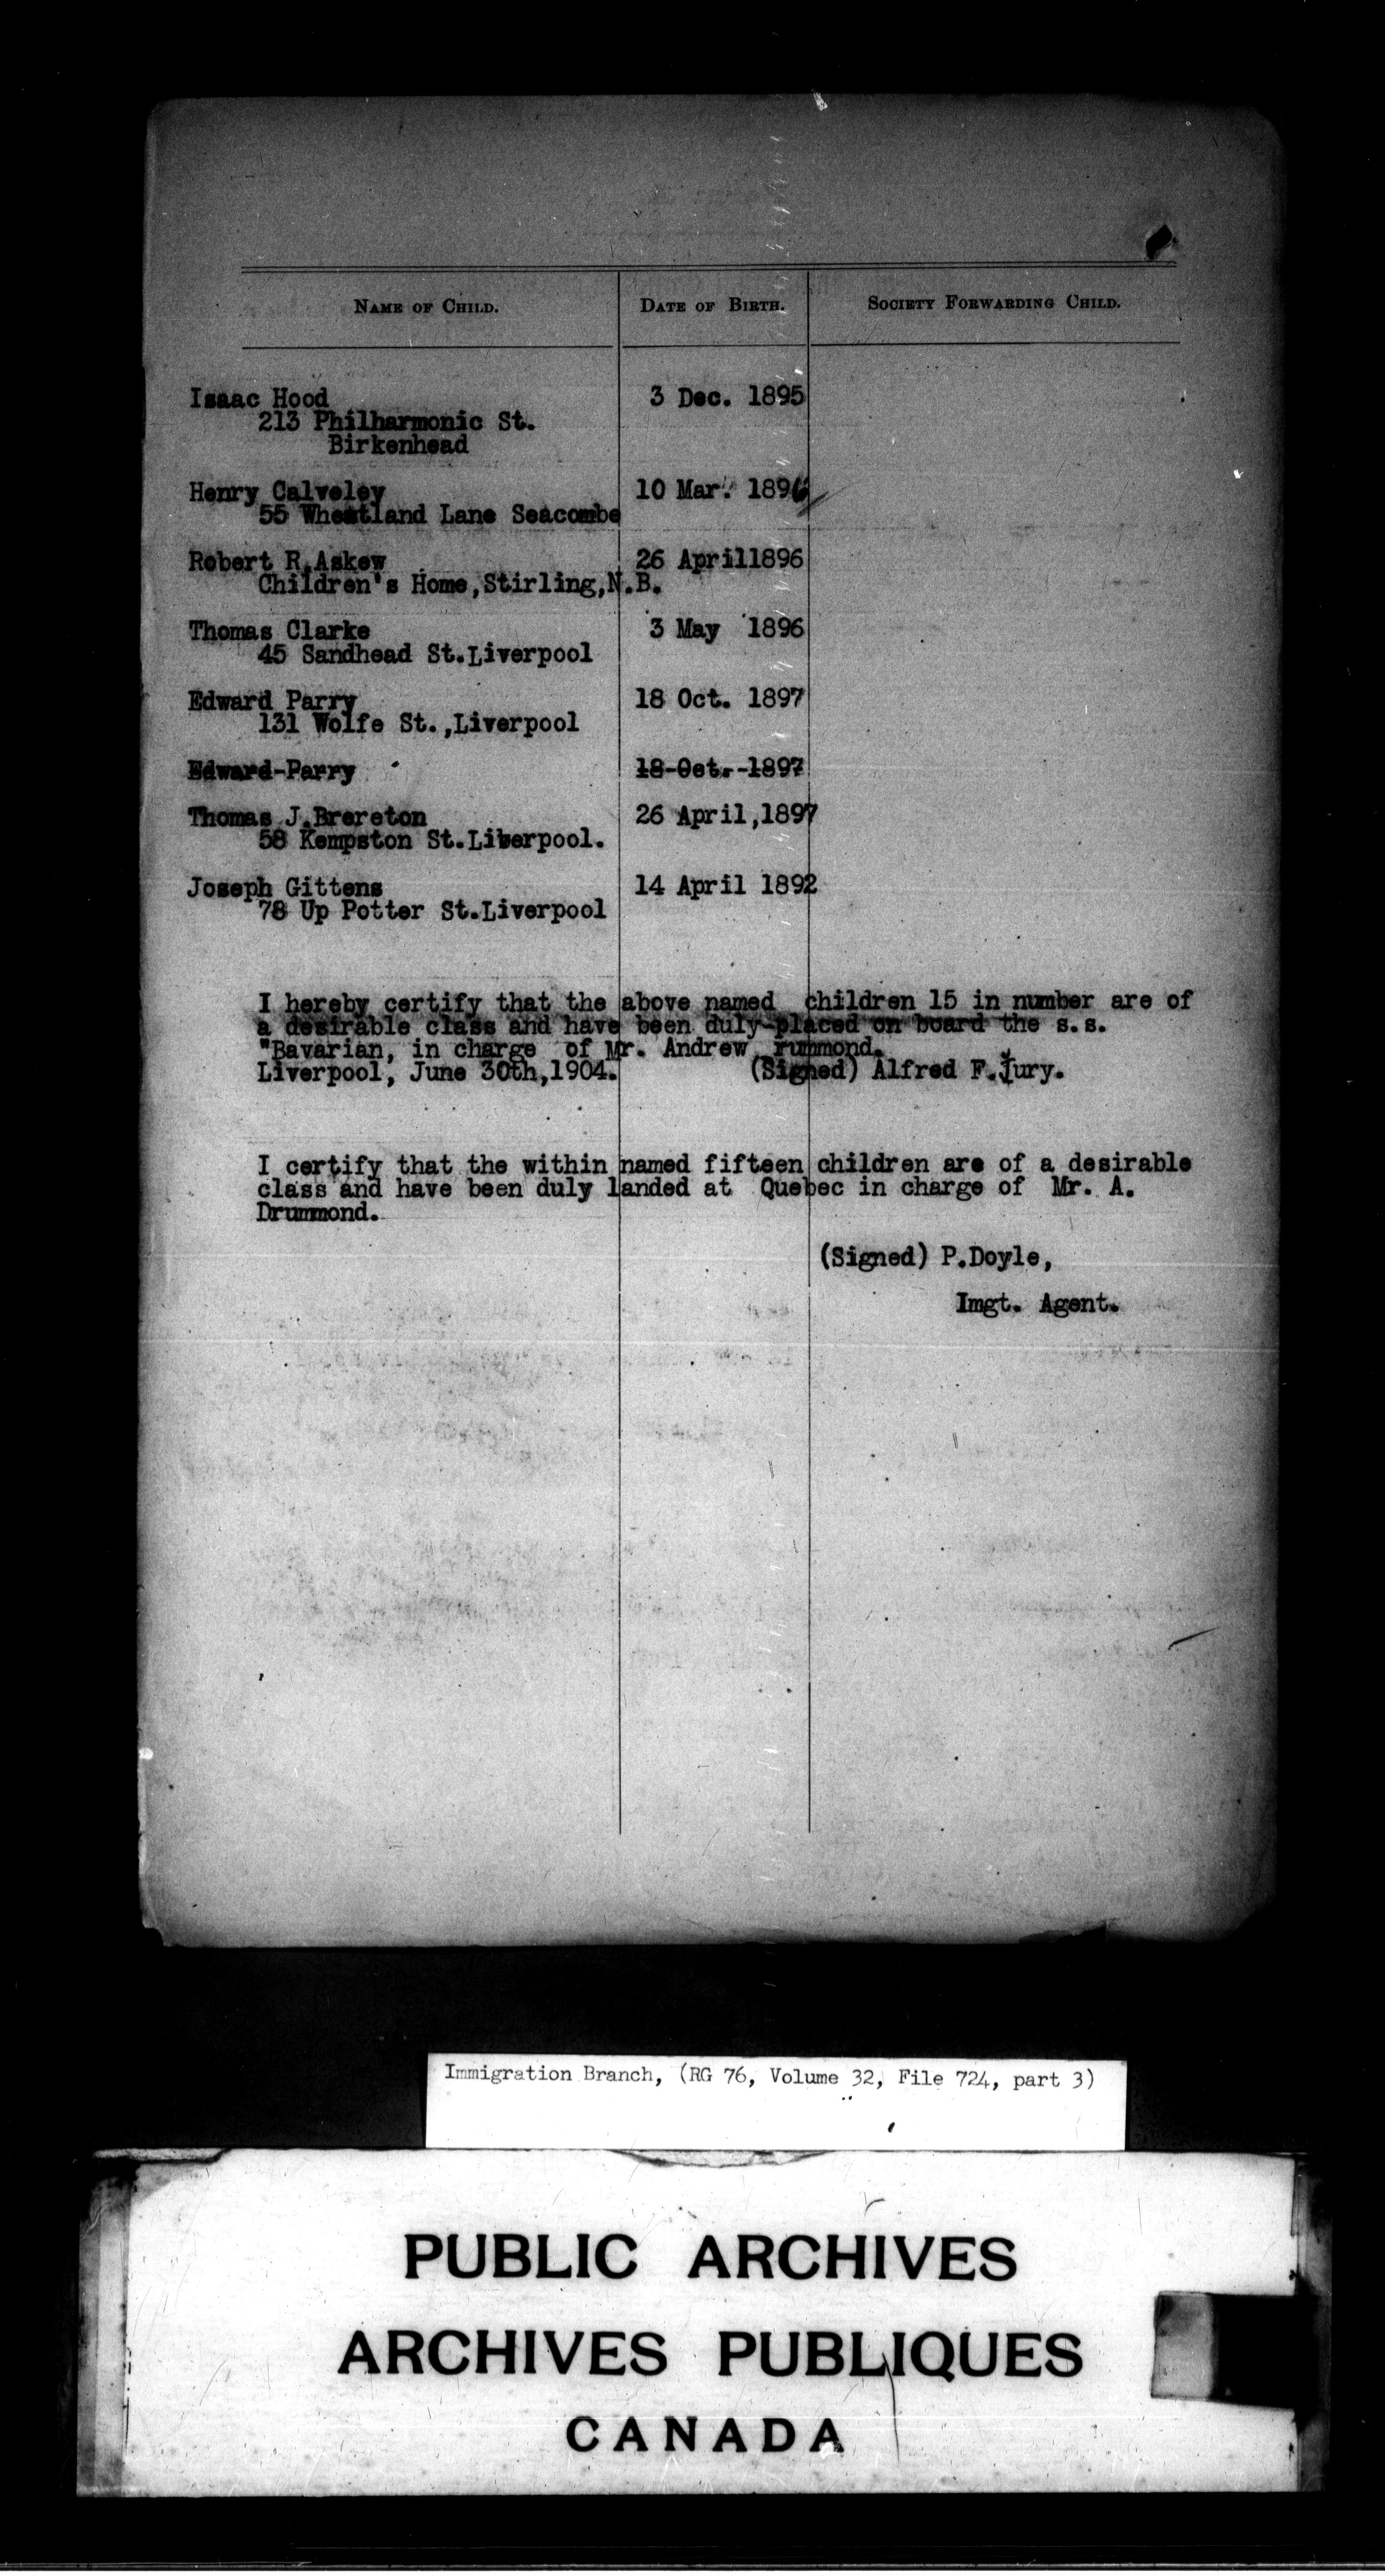 NAME OF CHILD. DATE OF BIRTH. SOCIETY FORWARDING CHILD.
Isaac Hood 3 Dec. 1895
213 Philharmonic St.
Birkenhead
Henry Calveley 10 Mar. 1896
55 Wheatland Lane Seacombe
Robert R.Askew 26 April1896
Children's Home,Stirling,N.B.
Thomas Clarke 3 May 1896
45 Sandhead St.Liverpool
Edward Parry 18 Oct. 1897
131 Wolfe St.,Liverpool
Edward-Parry 18-Oct.-1897
Thomas J.Brereton 26 April,1897
58 Kempston St.Liverpool.
Joseph Gittens 14 April 1892
78 Up Potter St.Liverpool
I hereby certify that the above named children 15 in number are of
a desirable class and have been duly placed on board the s.s.
"Bavarian, in charge of Mr. Andrew rummond.
Liverpool, June 30th,1904. (Signed) Alfred F.Jury.
I certify that the within named fifteen children are of a desirable
class and have been duly landed at Quebec in charge of Mr. A.
Drummond.
(Signed) P.Doyle,
Imgt. Agent.
Immigration Branch, (RG 76, Volume 32, File 724, part 3)
PUBLIC ARCHIVES
ARCHIVES PUBLIQUES
CANADA